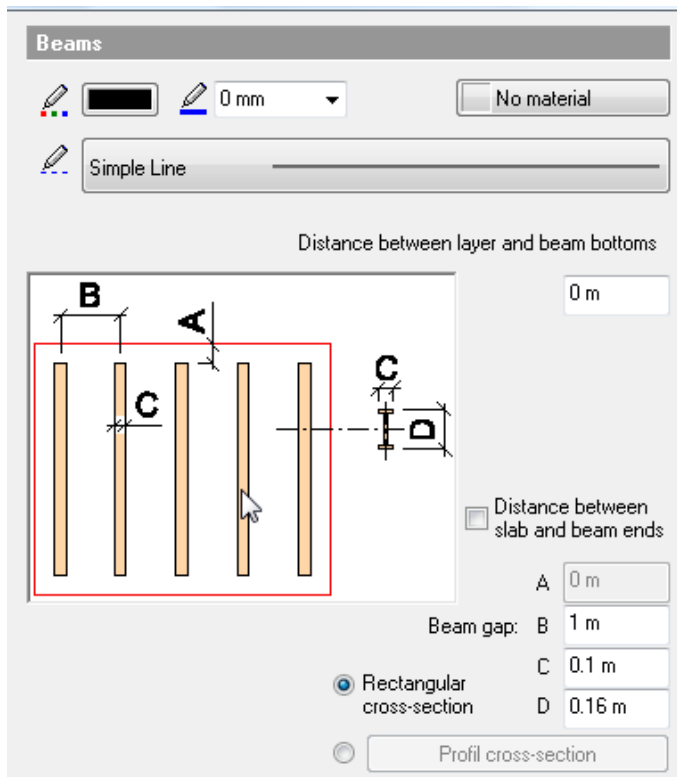 Beams
0 mm
No material
Simple Line
Distance between layer and beam bottoms
0 m
B
A
C
C
D
Distance between
slab and beam ends
A 0 m
Beam gap: B 1 m
C 0.1 m
Rectangular
cross-section
D 0.16 m
Profil cross-section